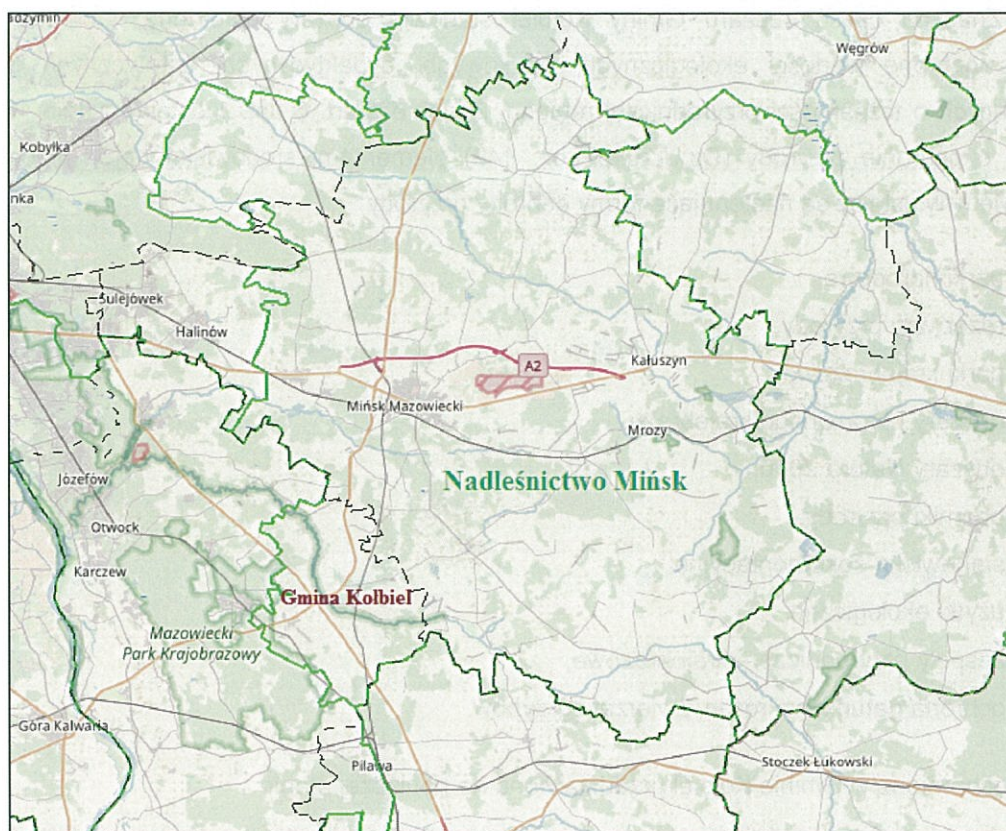 Węgrów
Kobyłka
Sulejówek
Halinów
A2
Kałuszyn
Mińsk Mazowiecki
Mrozy
Nadleśnictwo Mińsk
Józefów
Otwock
Karczew
Gmina Kołbiel
Mazowiecki
Park Krajobrazowy
Góra Kalwaria
Pilawa
Stoczek Łukowski